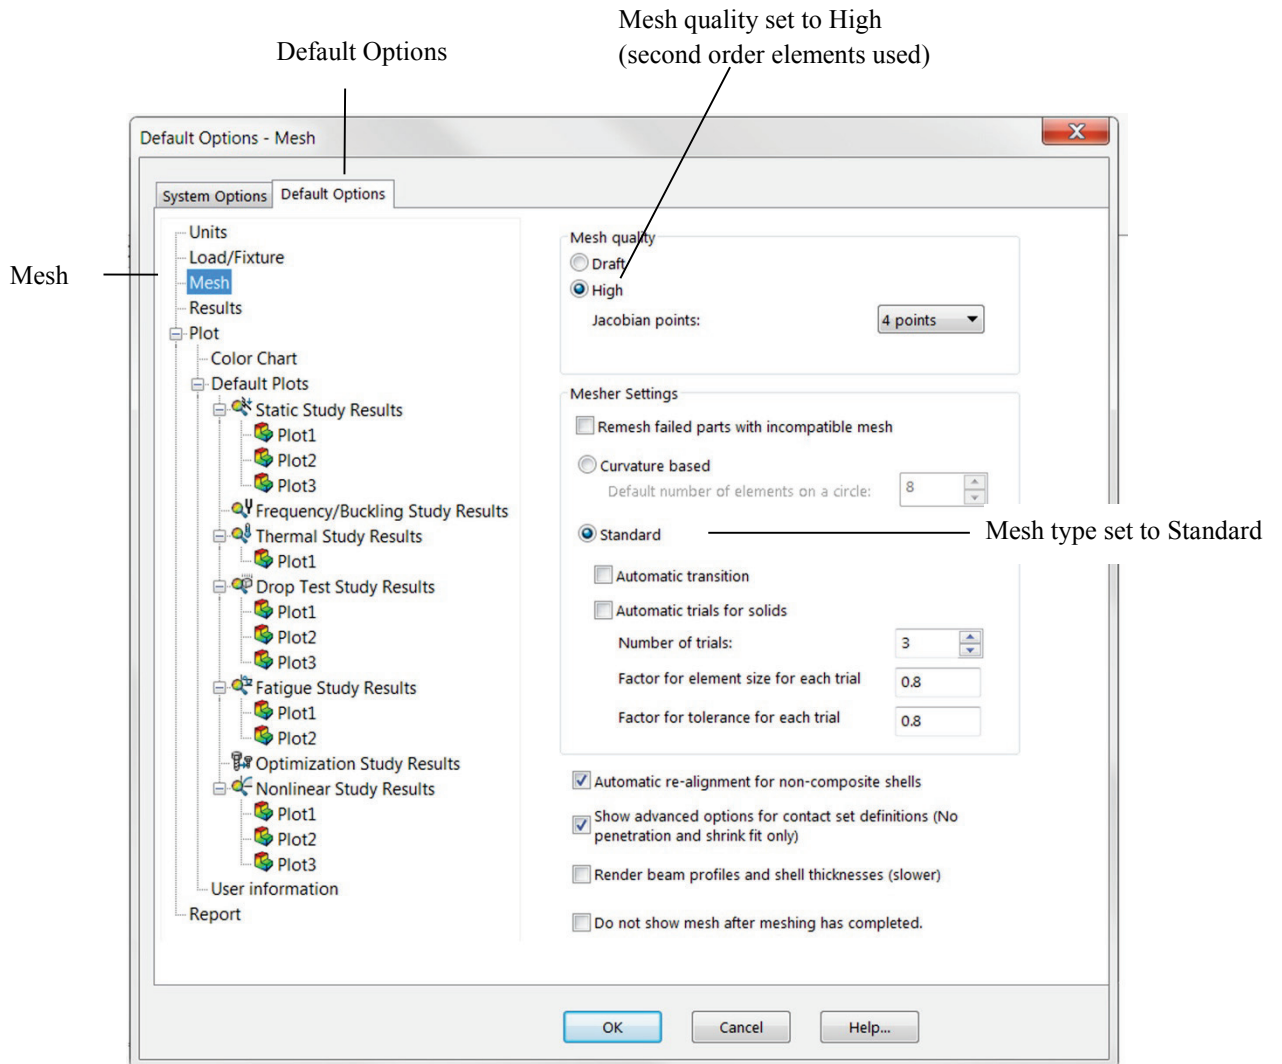 Mesh quality set to High
(second order elements used)
Default Options
Default Options - Mesh
System Options
Default Options
Mesh
Units
Load/Fixture
Mesh
Results
Plot
Color Chart
Default Plots
Static Study Results
Plot1
Plot2
Plot3
Frequency/Buckling Study Results
Thermal Study Results
Plot1
Drop Test Study Results
Plot1
Plot2
Plot3
Fatigue Study Results
Plot1
Plot2
Optimization Study Results
Nonlinear Study Results
Plot1
Plot2
Plot3
User information
Report
Mesh quality
Draft
High
Jacobian points: 4 points
Mesher Settings
Remesh failed parts with incompatible mesh
Curvature based
Default number of elements on a circle: 8
Standard
Mesh type set to Standard
Automatic transition
Automatic trials for solids
Number of trials: 3
Factor for element size for each trial 0.8
Factor for tolerance for each trial 0.8
Automatic re-alignment for non-composite shells
Show advanced options for contact set definitions (No
penetration and shrink fit only)
Render beam profiles and shell thicknesses (slower)
Do not show mesh after meshing has completed.
OK Cancel Help...